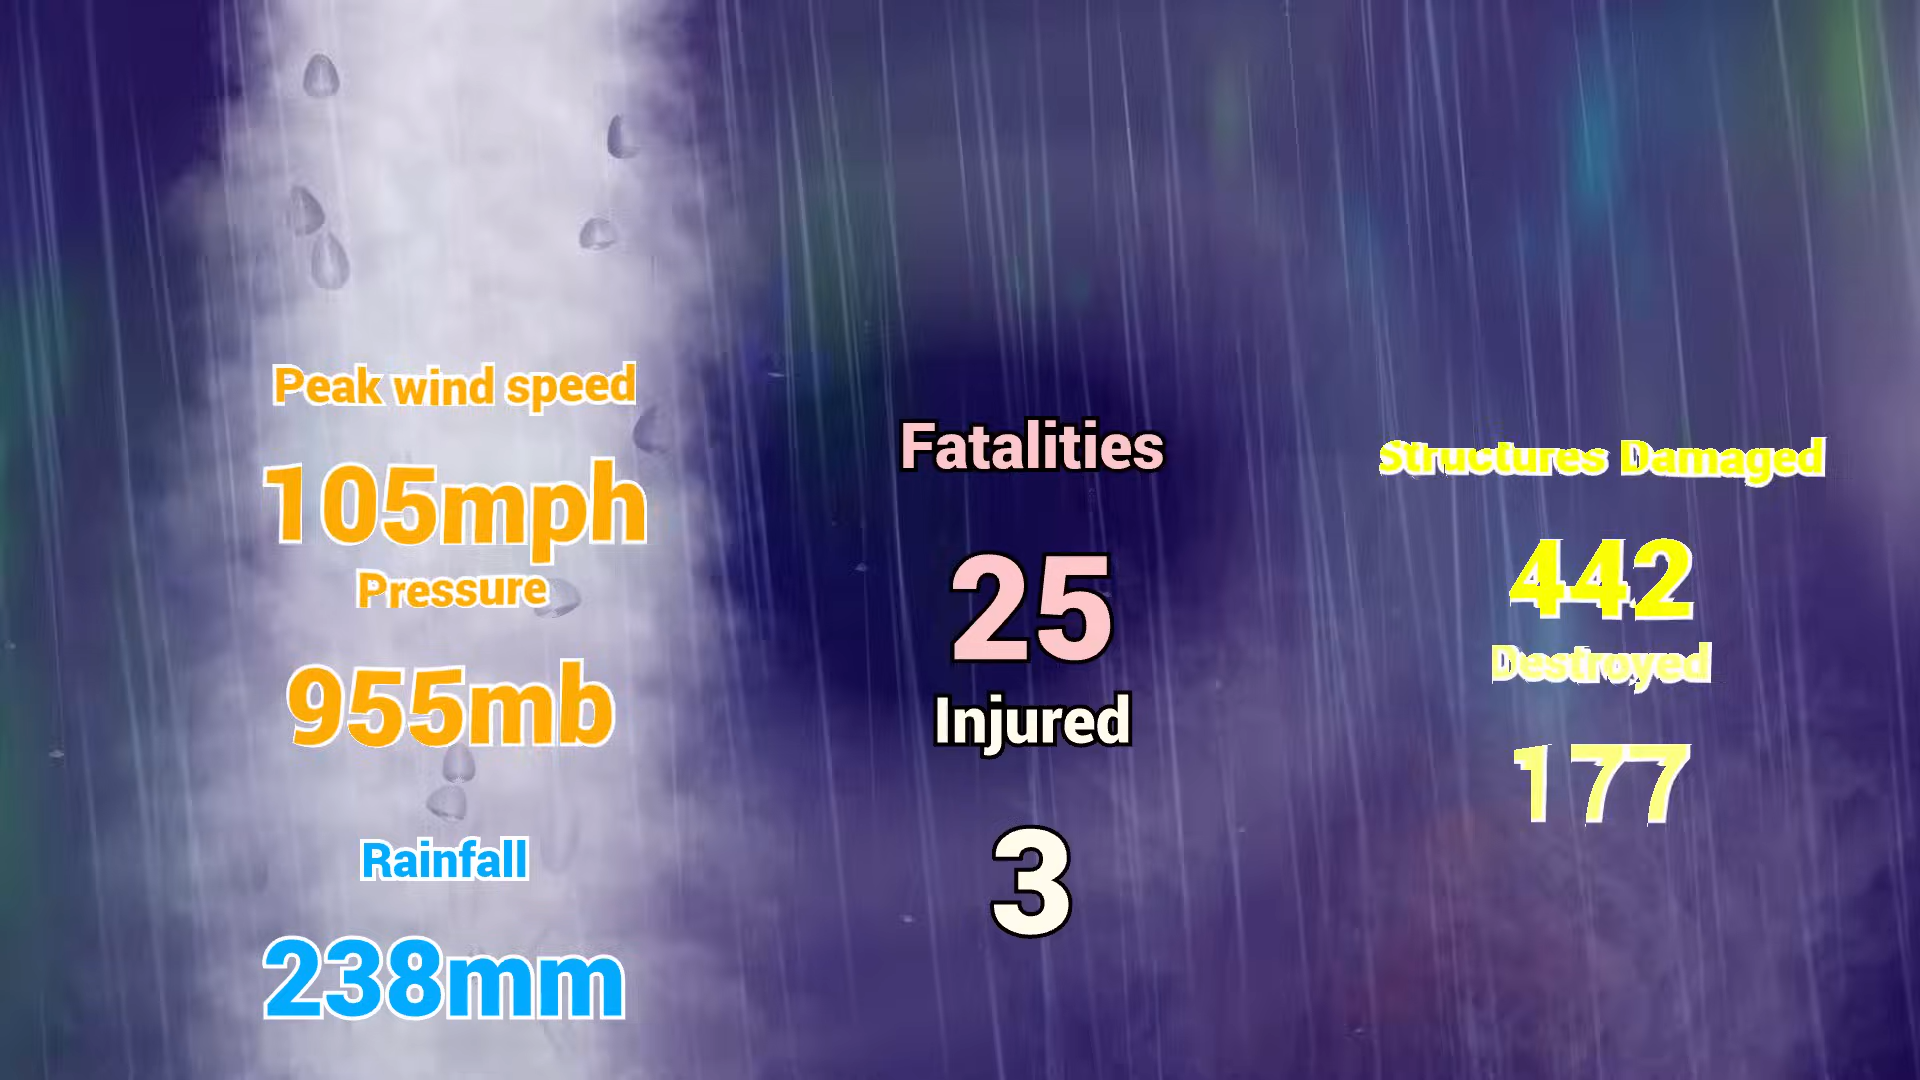 Peak wind speed
105mph
Pressure
955mb
Rainfall
238mm
Fatalities
25
Injured
3
Structures Damaged
442
Destroyed
177